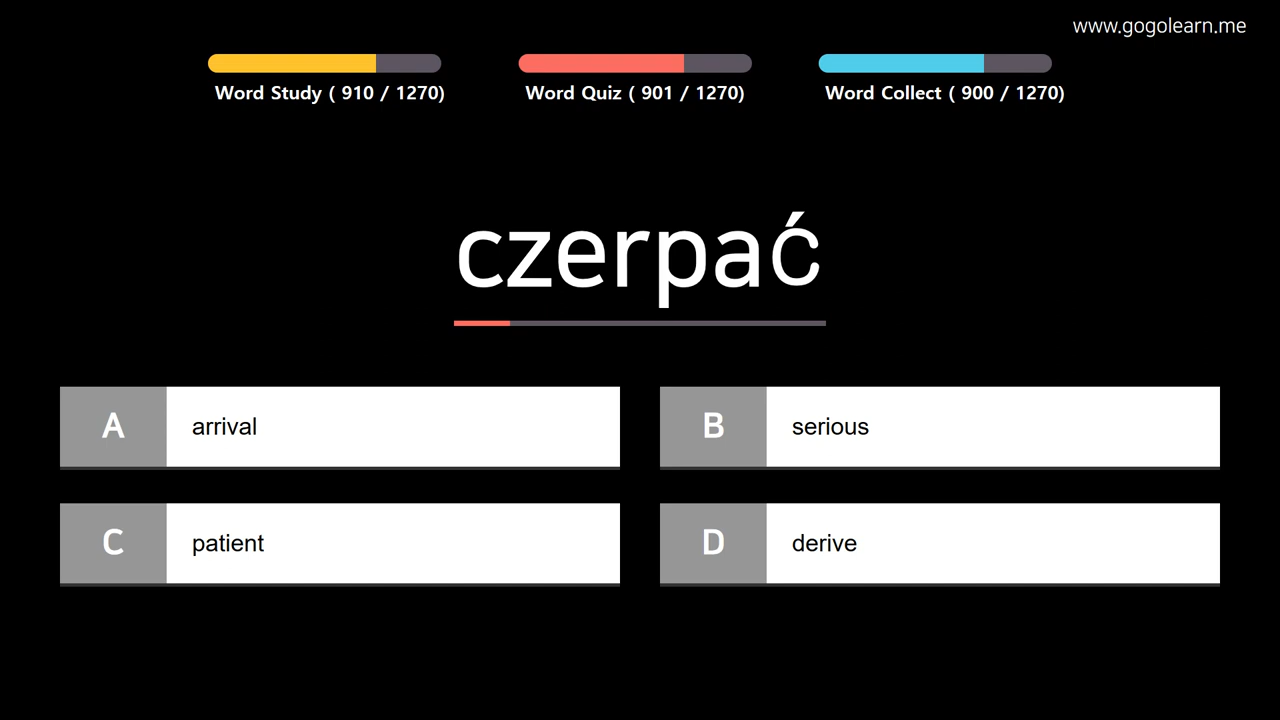 www.gogolearn.me
Word Study ( 910 / 1270)
Word Quiz ( 901 / 1270)
Word Collect ( 900 / 1270)
czerpać
A arrival
B serious
C patient
D derive